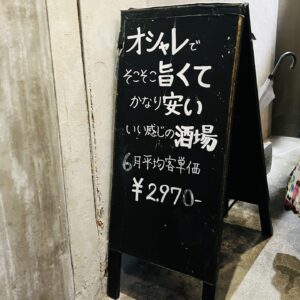 オシャレで
そこそこ旨くて
かなり安い
いい感じの酒場
6月平均客単価
￥2.970-